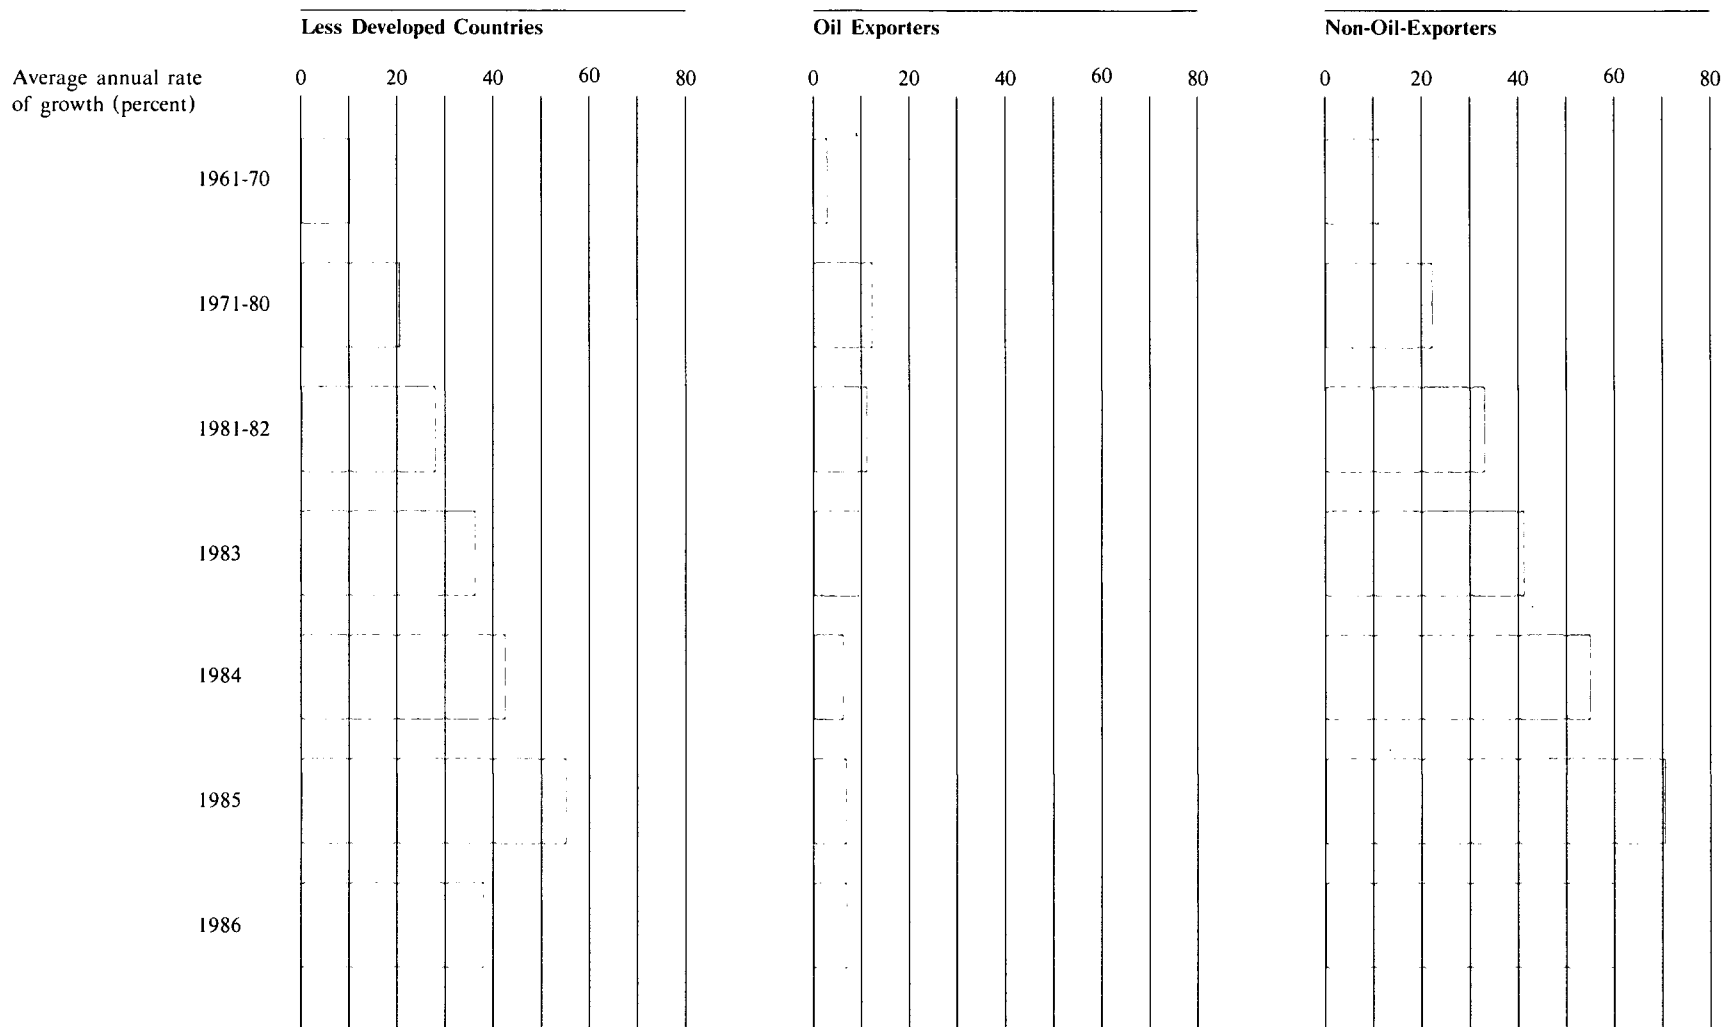 Less Developed Countries
Oil Exporters
Non-Oil-Exporters
Average annual rate
of growth (percent)
0 20 40 60 80
0 20 40 60 80
0 20 40 60 80
1961-70
1971-80
1981-82
1983
1984
1985
1986